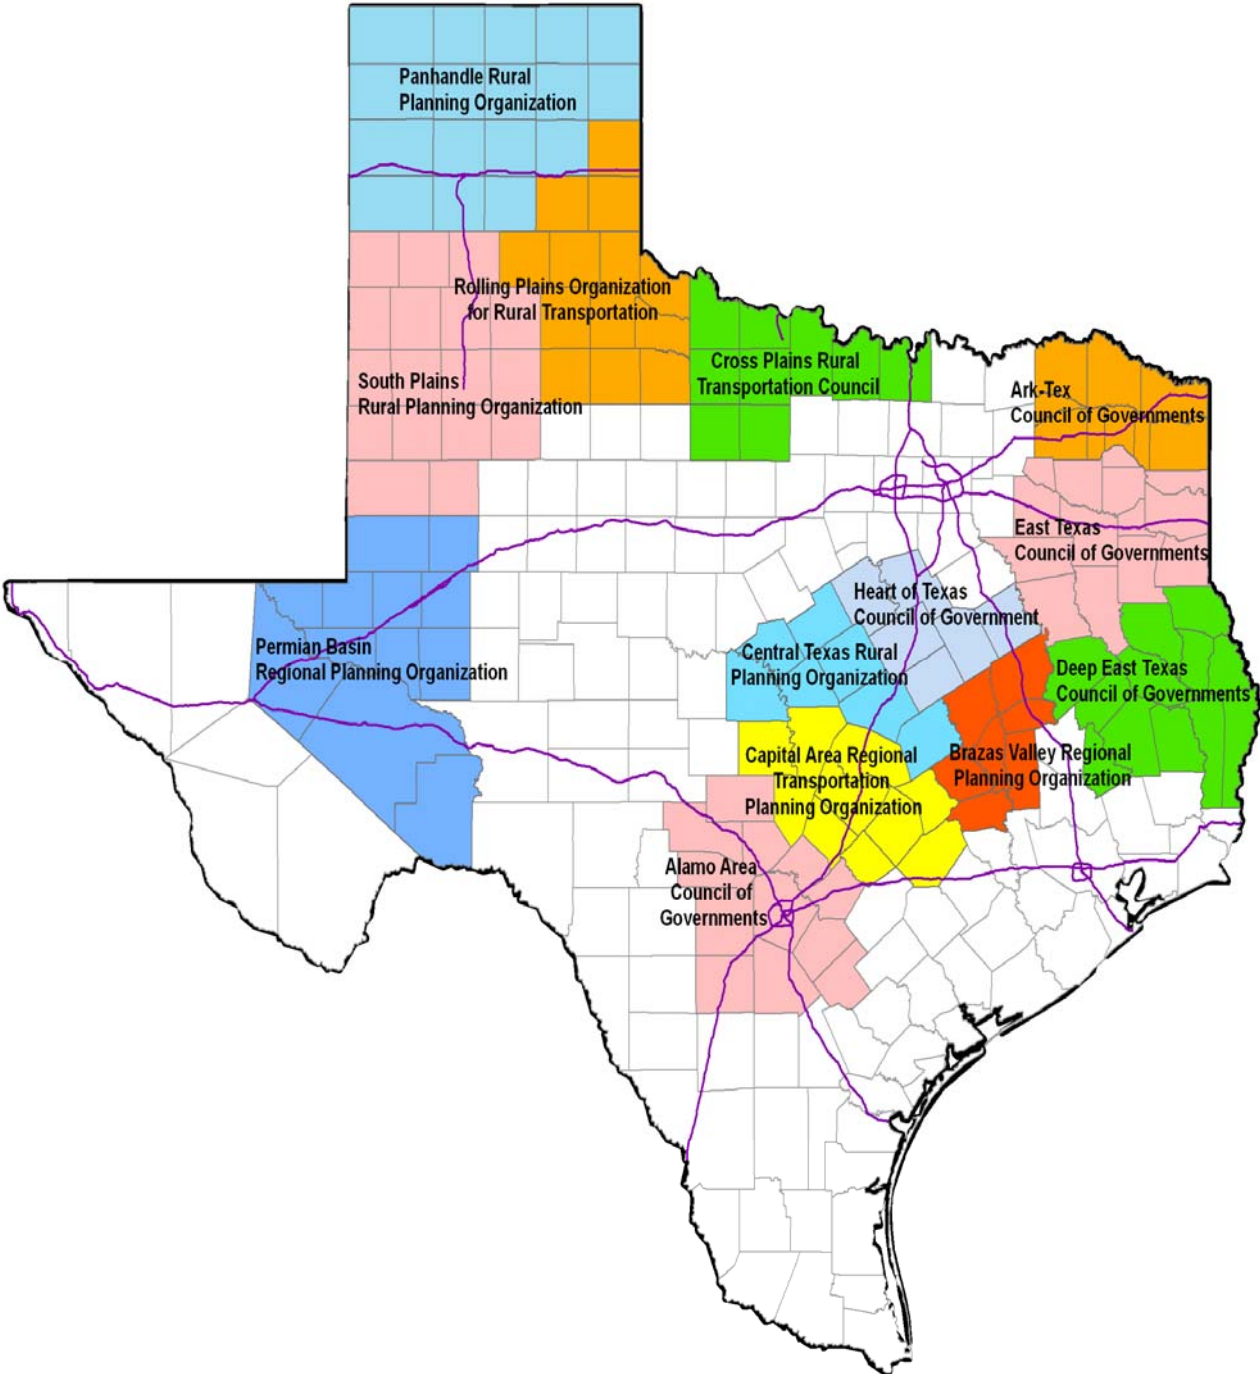 Panhandle Rural
Planning Organization
Rolling Plains Organization
for Rural Transportation
South Plains
Rural Planning Organization
Cross Plains Rural
Transportation Council
Ark-Tex
Council of Governments
East Texas
Council of Governments
Heart of Texas
Council of Government
Central Texas Rural
Planning Organization
Permian Basin
Regional Planning Organization
Deep East Texas
Council of Governments
Capital Area Regional
Transportation
Planning Organization
Brazas Valley Regional
Planning Organization
Alamo Area
Council of
Governments